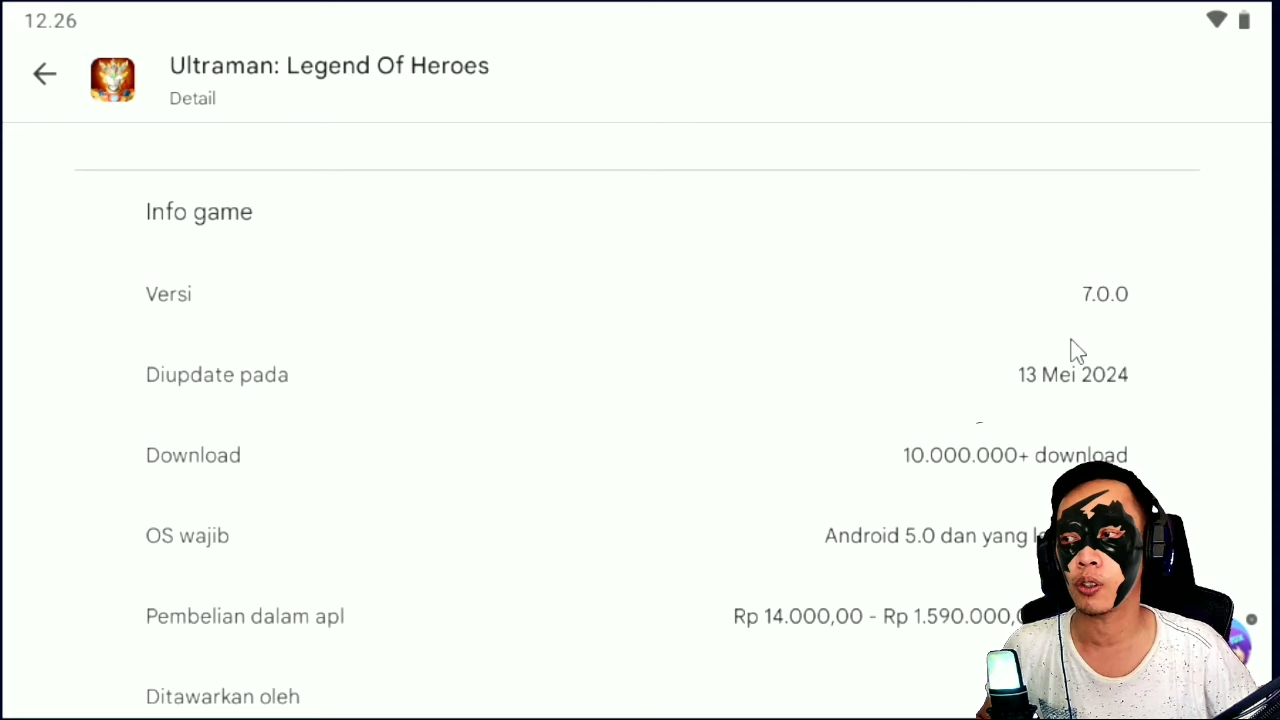 12.26
Ultraman: Legend Of Heroes
Detail
Info game
Versi 7.0.0
Diupdate pada 13 Mei 2024
Download 10.000.000+ download
OS wajib Android 5.0 dan yang
Pembelian dalam apl Rp 14.000,00 - Rp 1.590.000,
Ditawarkan oleh